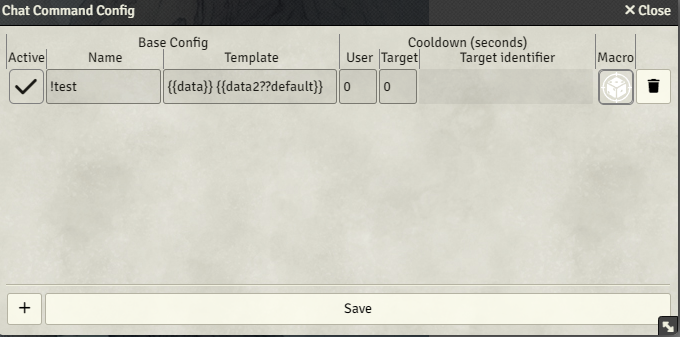 Chat Command Config
✕ Close
Base Config
Cooldown (seconds)
Active Name Template User Target Target identifier Macro
!test {{data}} {{data2??default}} 0 0
+ Save